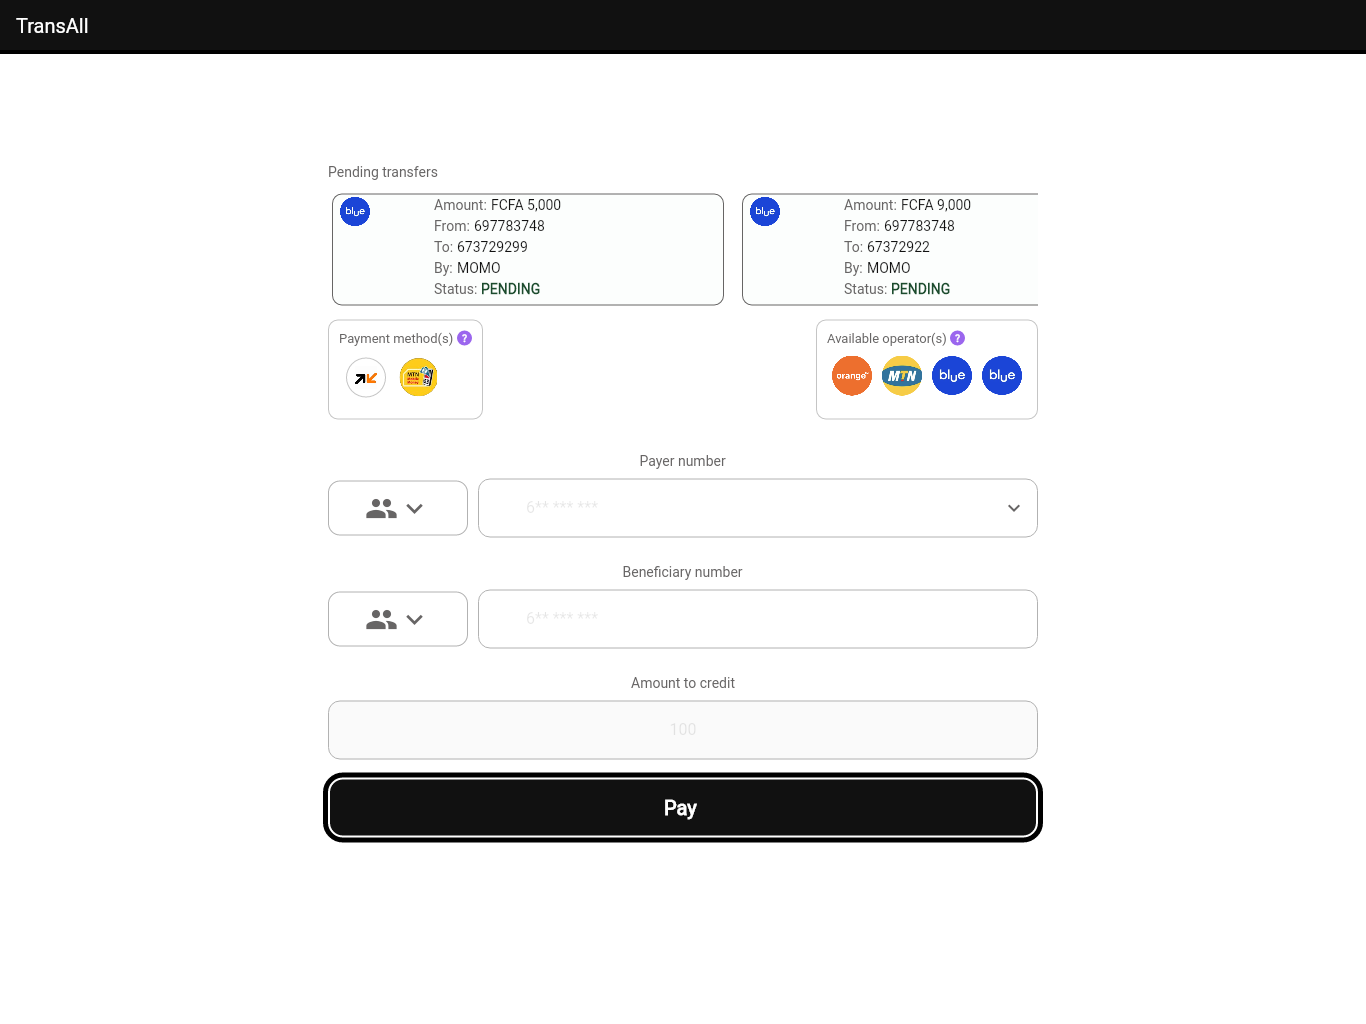 TransAll
Pending transfers
blue
Amount: FCFA 5,000
From: 697783748
To: 673729299
By: MOMO
Status: PENDING
blue
Amount: FCFA 9,000
From: 697783748
To: 67372922
By: MOMO
Status: PENDING
Payment method(s) ?
MTN
Available operator(s) ?
orange™ MTN blue blue
Payer number
6** *** ***
Beneficiary number
6** *** ***
Amount to credit
100
Pay